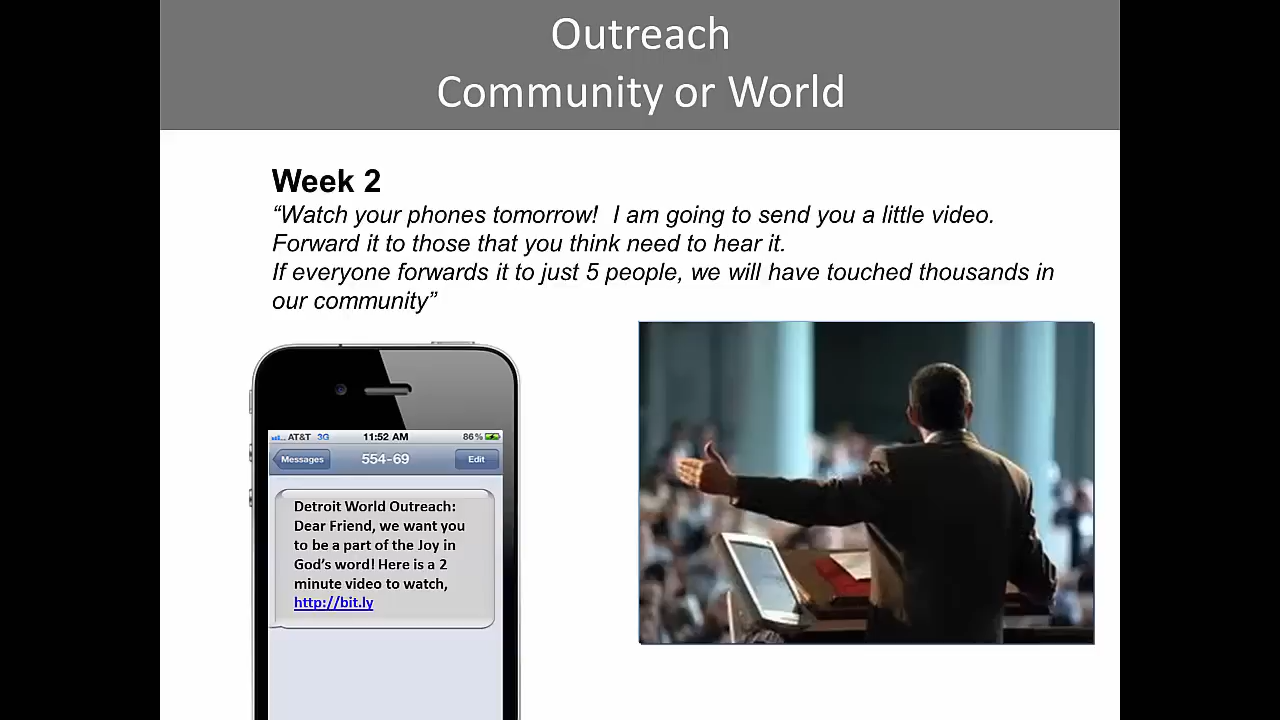 Outreach
Community or World
Week 2
“Watch your phones tomorrow!  I am going to send you a little video.
Forward it to those that you think need to hear it.
If everyone forwards it to just 5 people, we will have touched thousands in
our community”
AT&T 3G 11:52 AM 86%
Messages 554-69 Edit
Detroit World Outreach:
Dear Friend, we want you
to be a part of the Joy in
God’s word! Here is a 2
minute video to watch,
http://bit.ly